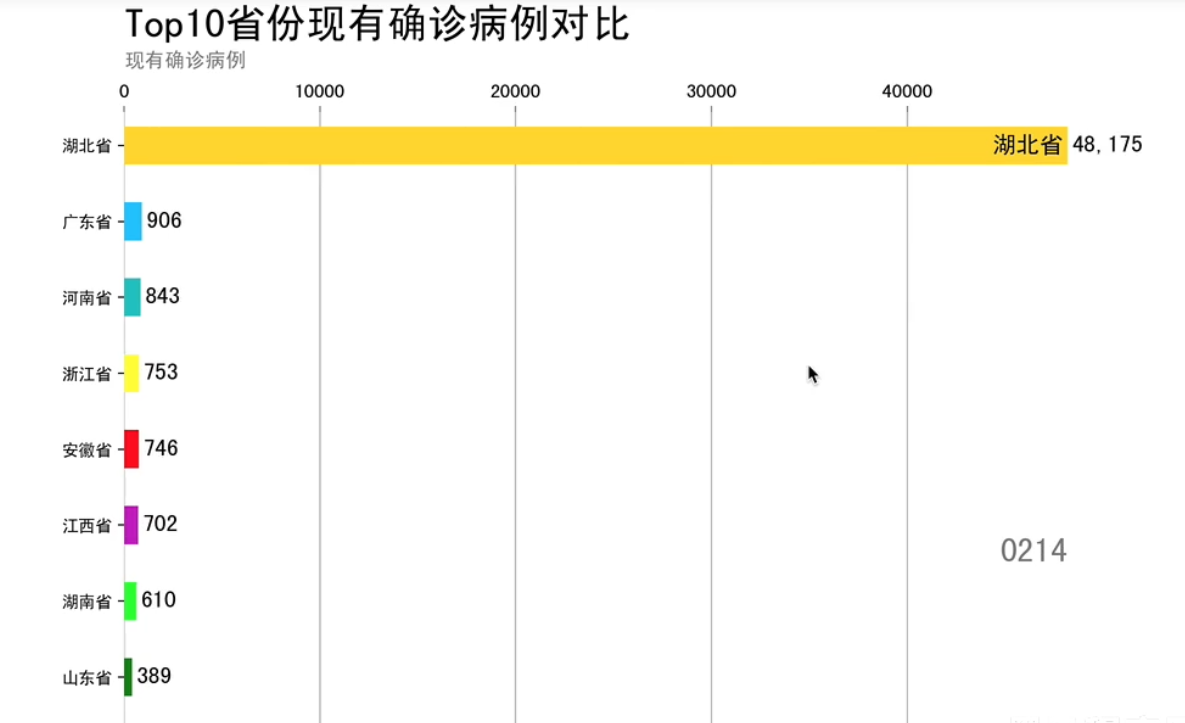 Top10省份现有确诊病例对比
现有确诊病例
0 10000 20000 30000 40000
湖北省 湖北省 48,175
广东省 906
河南省 843
浙江省 753
安徽省 746
江西省 702
0214
湖南省 610
山东省 389